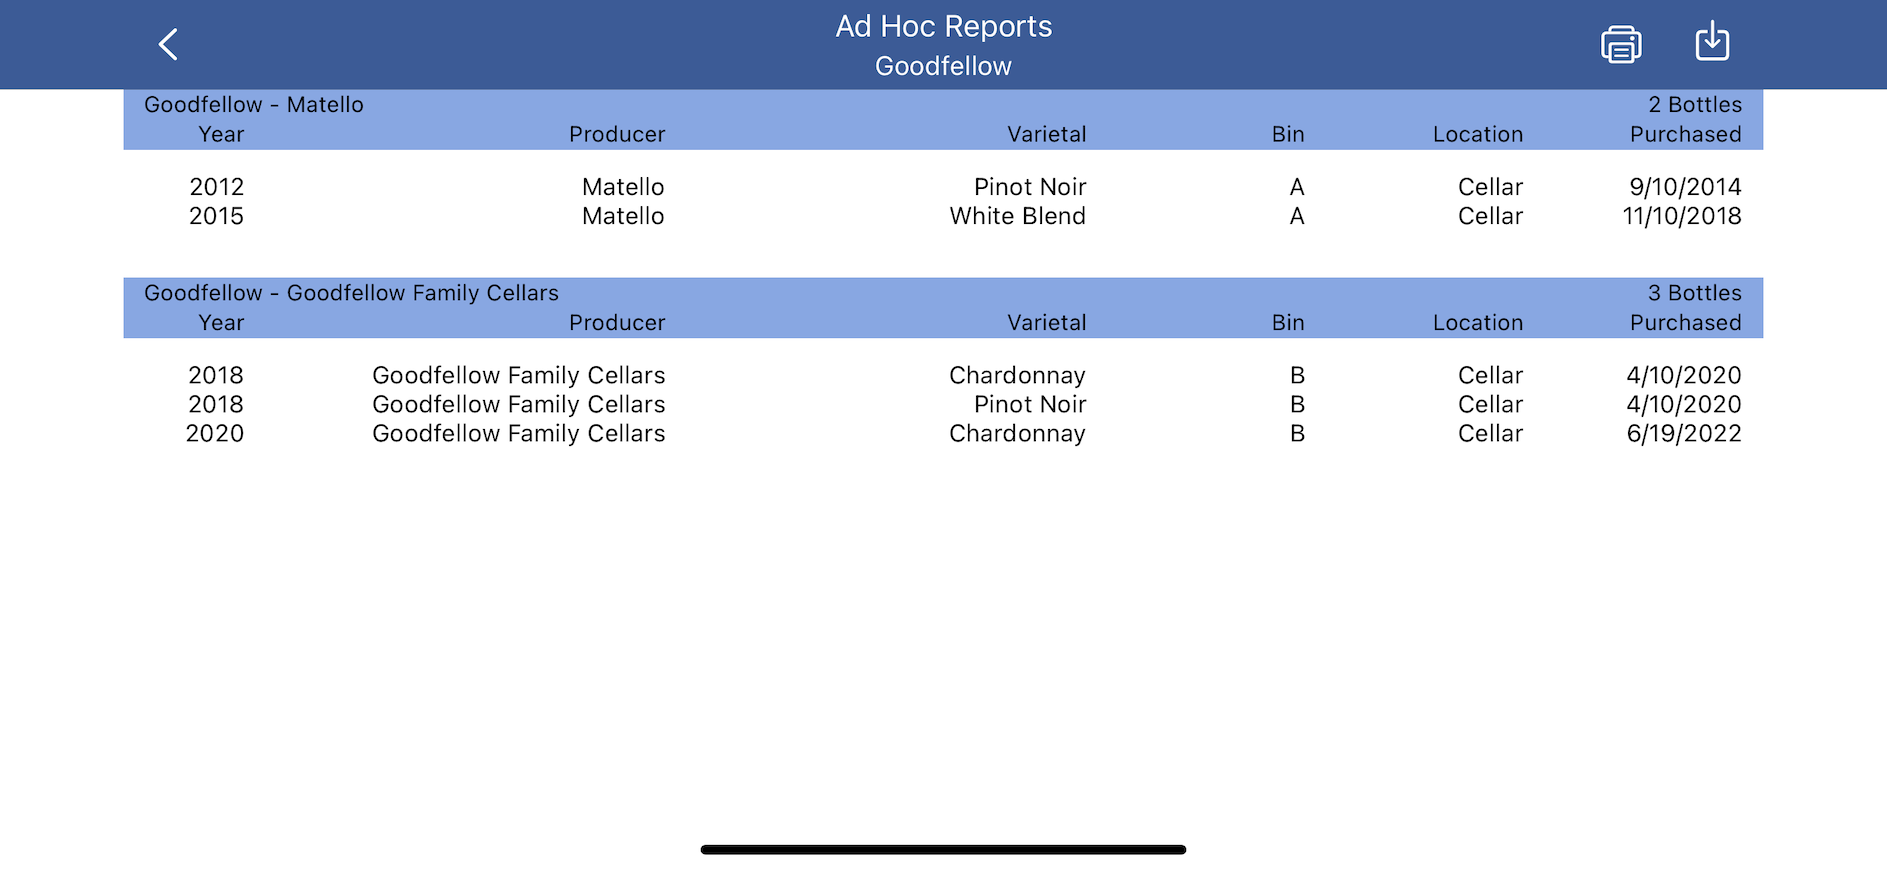 Ad Hoc Reports
Goodfellow
Goodfellow - Matello 2 Bottles
Year Producer Varietal Bin Location Purchased
2012 Matello Pinot Noir A Cellar 9/10/2014
2015 Matello White Blend A Cellar 11/10/2018
Goodfellow - Goodfellow Family Cellars 3 Bottles
Year Producer Varietal Bin Location Purchased
2018 Goodfellow Family Cellars Chardonnay B Cellar 4/10/2020
2018 Goodfellow Family Cellars Pinot Noir B Cellar 4/10/2020
2020 Goodfellow Family Cellars Chardonnay B Cellar 6/19/2022